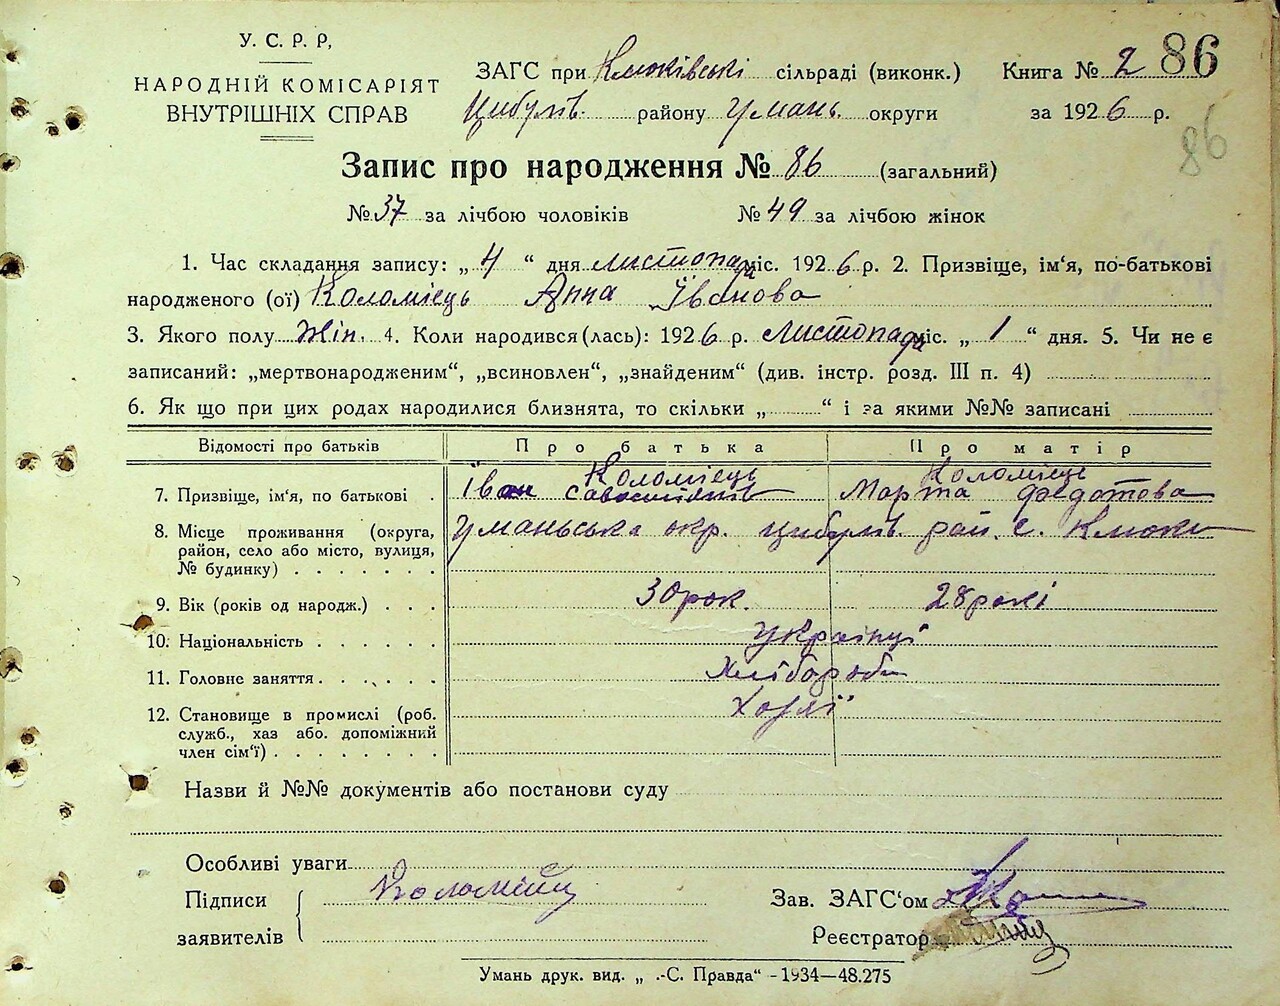 У. С. Р. Р,
НАРОДНІЙ КОМІСАРІЯТ
ВНУТРІШНІХ СПРАВ
ЗАГС при Клюківські сільраді (виконк.) Книга № 2 86
Цибулів. району Умань. округи за 1926 р.
86
Запис про народження № 86 (загальний)
№ 37 за лічбою чоловіків № 49 за лічбою жінок
1. Час складання запису: „ 4 “ дня листопада міс. 1926 р. 2. Призвіще, ім'я, по-батькові
народженого (ої) Коломієць Анна Іванова
3. Якого полу Жін. 4. Коли народився (лась): 1926 р. листопада міс. „ 1 “ дня. 5. Чи не є
записаний: „мертвонародженим“, „всиновлен“, „знайденим“ (див. інстр. розд. III п. 4)
6. Як що при цих родах народилися близнята, то скільки „ “ і за якими №№ записані
Відомості про батьків Про батька Про матір
Коломієць Коломієць
7. Призвіще, ім'я, по батькові . Іван Марта Федотова
8. Місце проживання (округа, Уманьська окр. Цибулів рай. с. Клюки
район, село або місто, вулиця,
№ будинку) . . . . . . .
9. Вік (років од народж.) . . . 30 рок. 28 рокі
10. Національність . . . . . . Українці
11. Головне заняття . . . . . . Хлібороби
12. Становище в промислі (роб.
служб., хаз або. допоміжний
член сім'ї) . . . . . . . .
Назви й №№ документів або постанови суду
Особливі уваги
Підписи Коломієць Зав. ЗАГС'ом
заявителів Реєстратор
Умань друк. вид. „ .-С. Правда“ - 1934—48.275